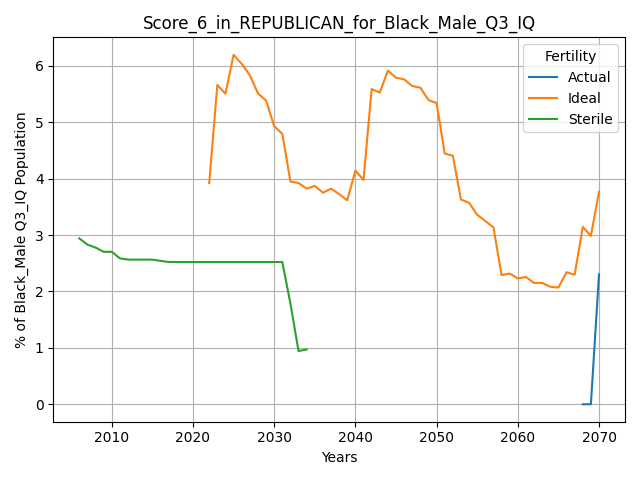 Score_6_in_REPUBLICAN_for_Black_Male_Q3_IQ
Fertility
Actual
Ideal
Sterile
% of Black_Male Q3_IQ Population
6
5
4
3
2
1
0
2010 2020 2030 2040 2050 2060 2070
Years